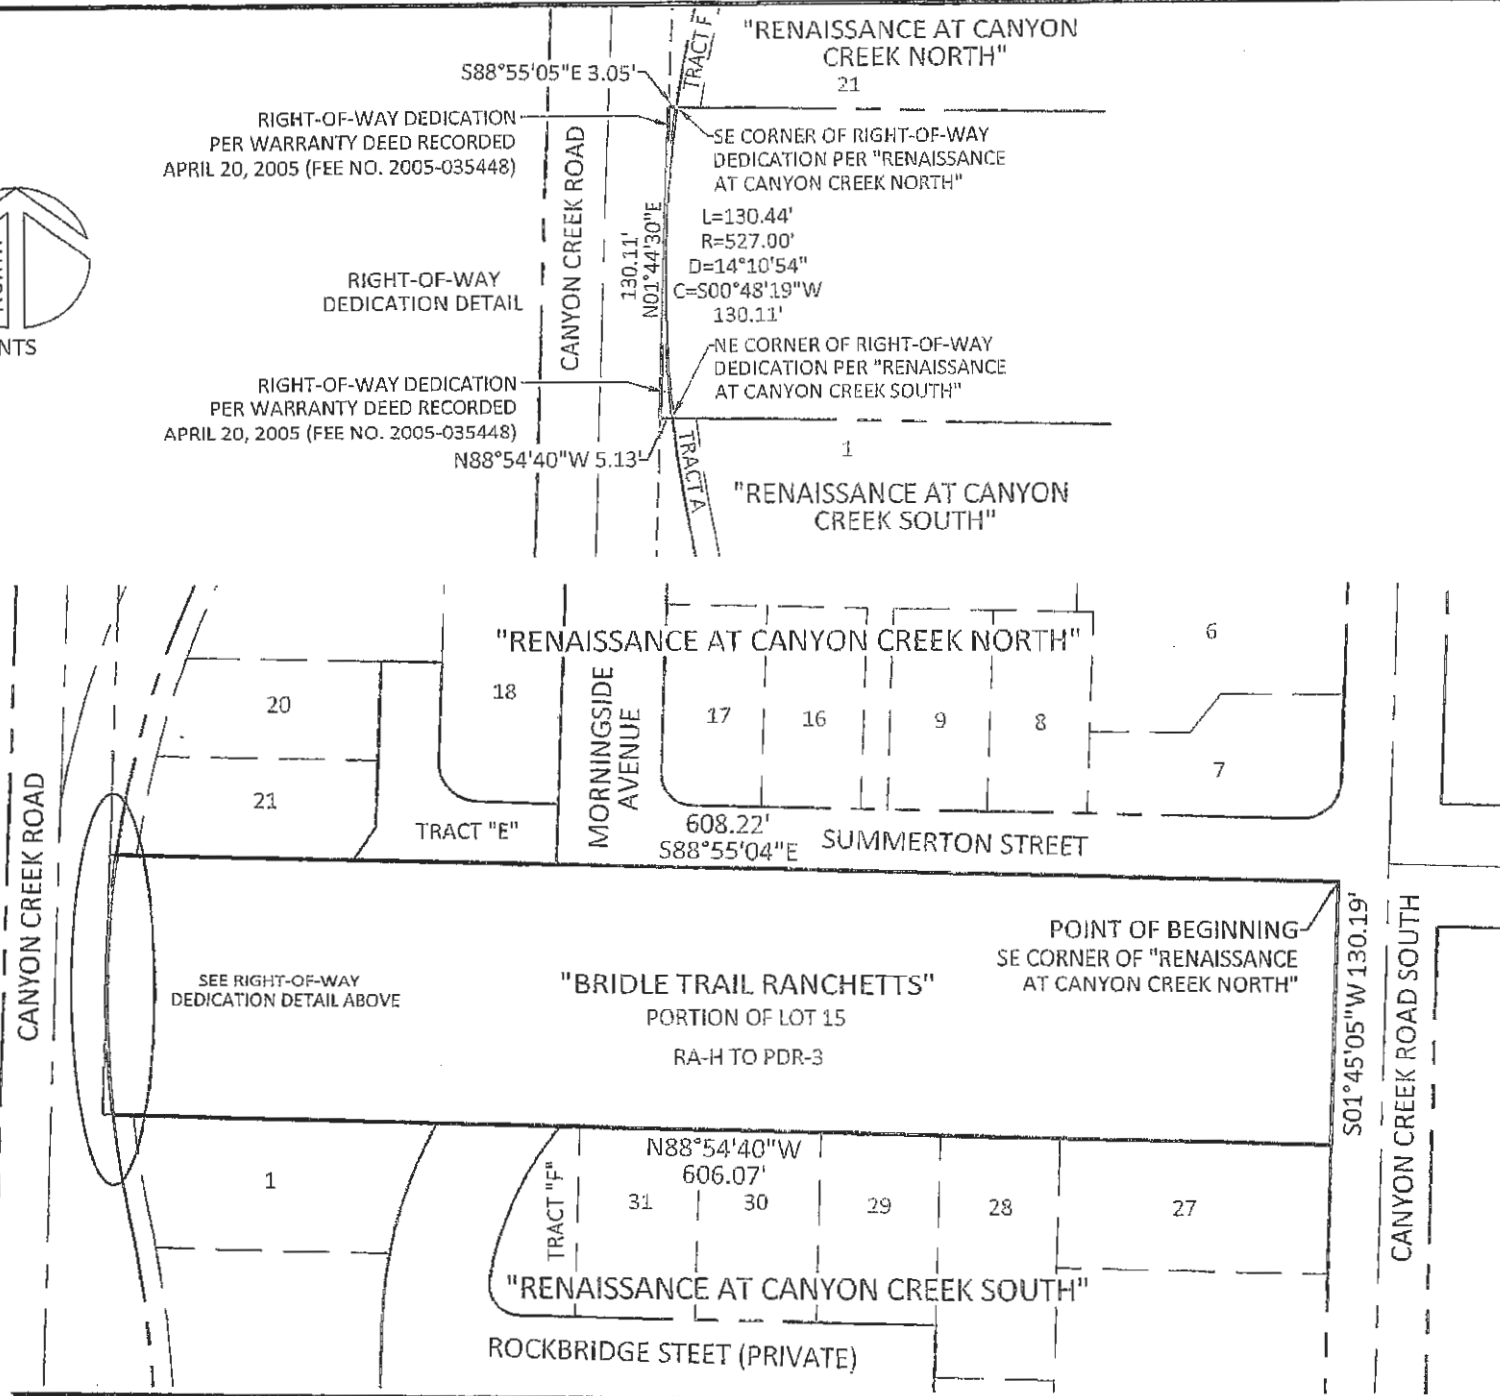 "RENAISSANCE AT CANYON
CREEK NORTH"
21
TRACT F
S88°55'05"E 3.05'
RIGHT-OF-WAY DEDICATION
PER WARRANTY DEED RECORDED
APRIL 20, 2005 (FEE NO. 2005-035448)
CANYON CREEK ROAD
SE CORNER OF RIGHT-OF-WAY
DEDICATION PER "RENAISSANCE
AT CANYON CREEK NORTH"
130.11'
N01°44'30"E
L=130.44'
R=527.00'
D=14°10'54"
C=S00°48'19"W
130.11'
NTS
RIGHT-OF-WAY
DEDICATION DETAIL
NE CORNER OF RIGHT-OF-WAY
DEDICATION PER "RENAISSANCE
AT CANYON CREEK SOUTH"
RIGHT-OF-WAY DEDICATION
PER WARRANTY DEED RECORDED
APRIL 20, 2005 (FEE NO. 2005-035448)
N88°54'40"W 5.13'
TRACT A
1
"RENAISSANCE AT CANYON
CREEK SOUTH"
"RENAISSANCE AT CANYON CREEK NORTH"
20
18
MORNINGSIDE
AVENUE
17
16
9
8
6
7
21
TRACT "E"
608.22'
S88°55'04"E
SUMMERTON STREET
CANYON CREEK ROAD
SEE RIGHT-OF-WAY
DEDICATION DETAIL ABOVE
"BRIDLE TRAIL RANCHETTS"
PORTION OF LOT 15
RA-H TO PDR-3
POINT OF BEGINNING
SE CORNER OF "RENAISSANCE
AT CANYON CREEK NORTH"
S01°45'05"W 130.19'
CANYON CREEK ROAD SOUTH
N88°54'40"W
606.07'
1
TRACT "F"
31
30
29
28
27
"RENAISSANCE AT CANYON CREEK SOUTH"
ROCKBRIDGE STEET (PRIVATE)